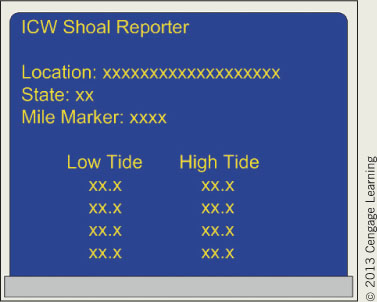 ICW Shoal Reporter
Location: xxxxxxxxxxxxxxxxxxx
State: xx
Mile Marker: xxxx
Low Tide High Tide
xx.x xx.x
xx.x xx.x
xx.x xx.x
xx.x xx.x
© 2013 Cengage Learning